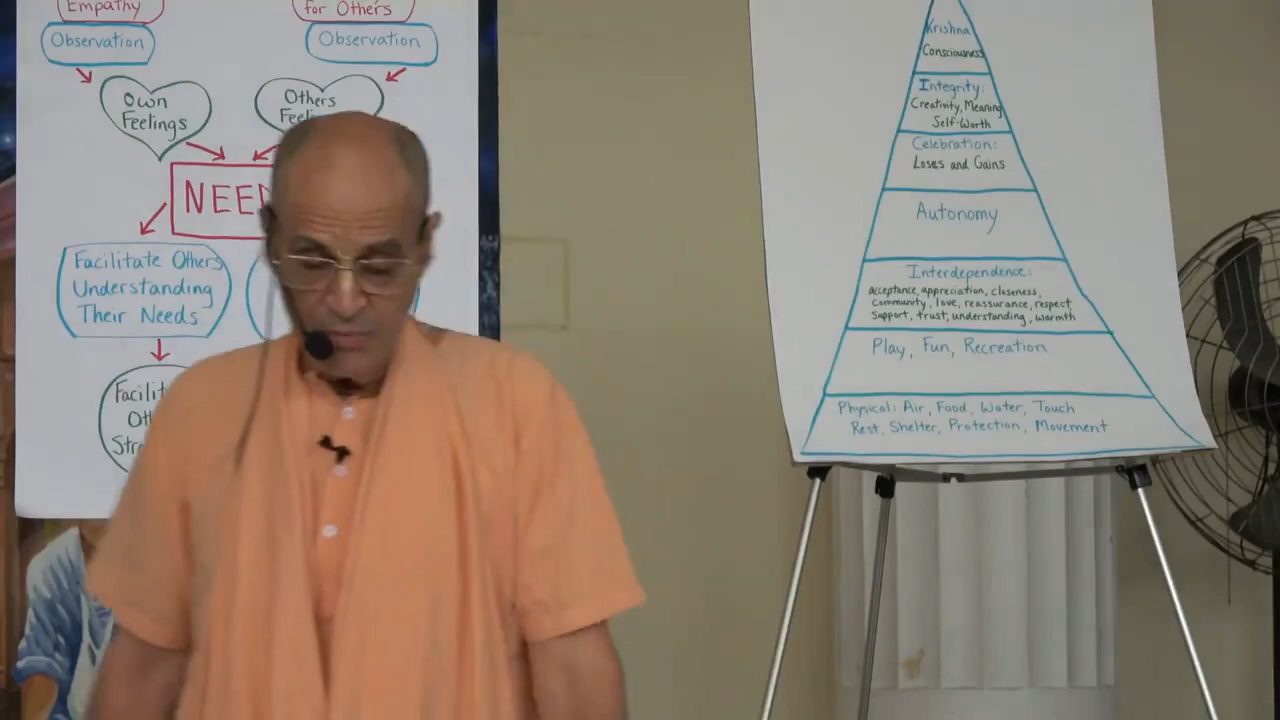 Empathy
for Others
Observation
Observation
Own
Feelings
Others
NEE
Facilitate Others
Understanding
Their Needs
Krishna
Consciousness
Integrity:
Creativity, Meaning
Self-Worth
Celebration:
Loses and Gains
Autonomy
Interdependence:
acceptance, appreciation, closeness,
Community, love, reassurance, respect
Support, trust, understanding, warmth
Play, Fun, Recreation
Physical: Air, Food, Water, Touch
Rest, Shelter, Protection, Movement